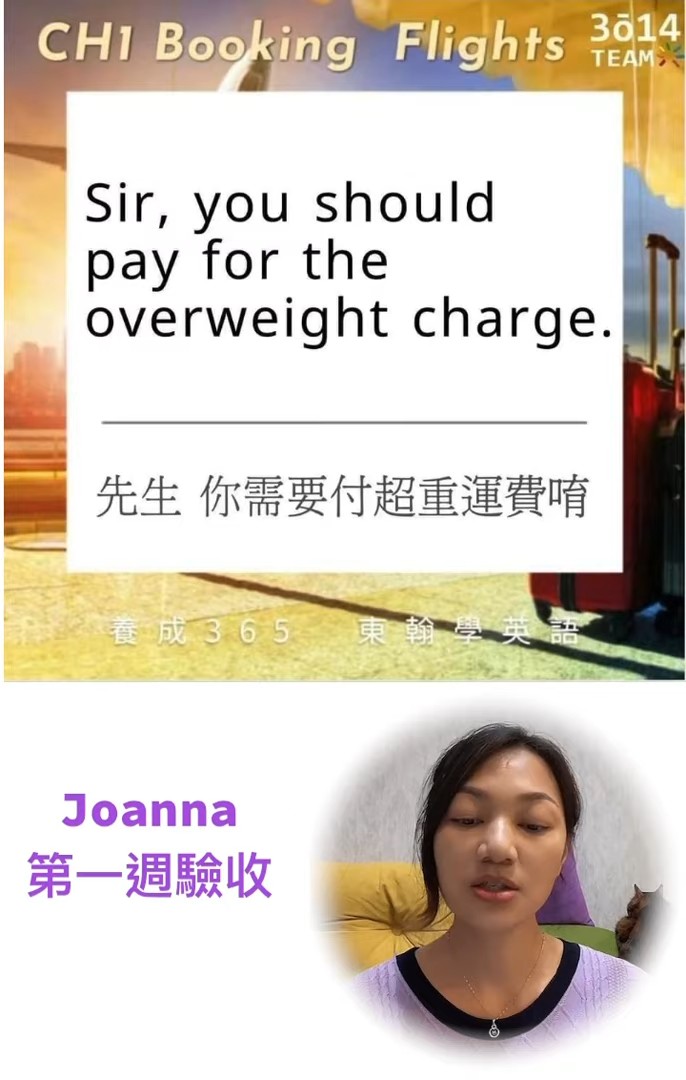 CH1 Booking Flights
3ō14
TEAM
Sir, you should
pay for the
overweight charge.
先生 你需要付超重運費唷
養成365 東翰學英語
Joanna
第一週驗收